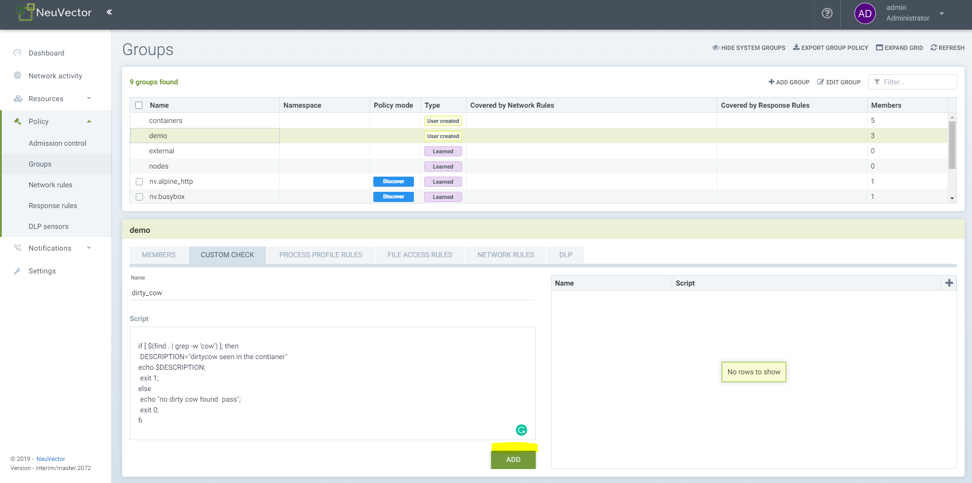 NeuVector
admin
AD
Administrator
Dashboard
Network activity
Resources
Policy
Admission control
Groups
Network rules
Response rules
DLP sensors
Notifications
Settings
© 2019 - NeuVector
Version - interim/master.2072
Groups
HIDE SYSTEM GROUPS EXPORT GROUP POLICY EXPAND GRID REFRESH
9 groups found
ADD GROUP EDIT GROUP Filter...
Name Namespace Policy mode Type Covered by Network Rules Covered by Response Rules Members
containers User created 5
demo User created 3
external Learned 0
nodes Learned 0
nv.alpine_http Discover Learned 1
nv.busybox Discover Learned 1
demo
MEMBERS CUSTOM CHECK PROCESS PROFILE RULES FILE ACCESS RULES NETWORK RULES DLP
Name
dirty_cow
Script
if [ $(find . | grep -w 'cow') ]; then
DESCRIPTION="dirtycow seen in the contianer"
echo $DESCRIPTION;
exit 1;
else
echo "no dirty cow found  pass";
exit 0;
fi
ADD
Name Script
No rows to show